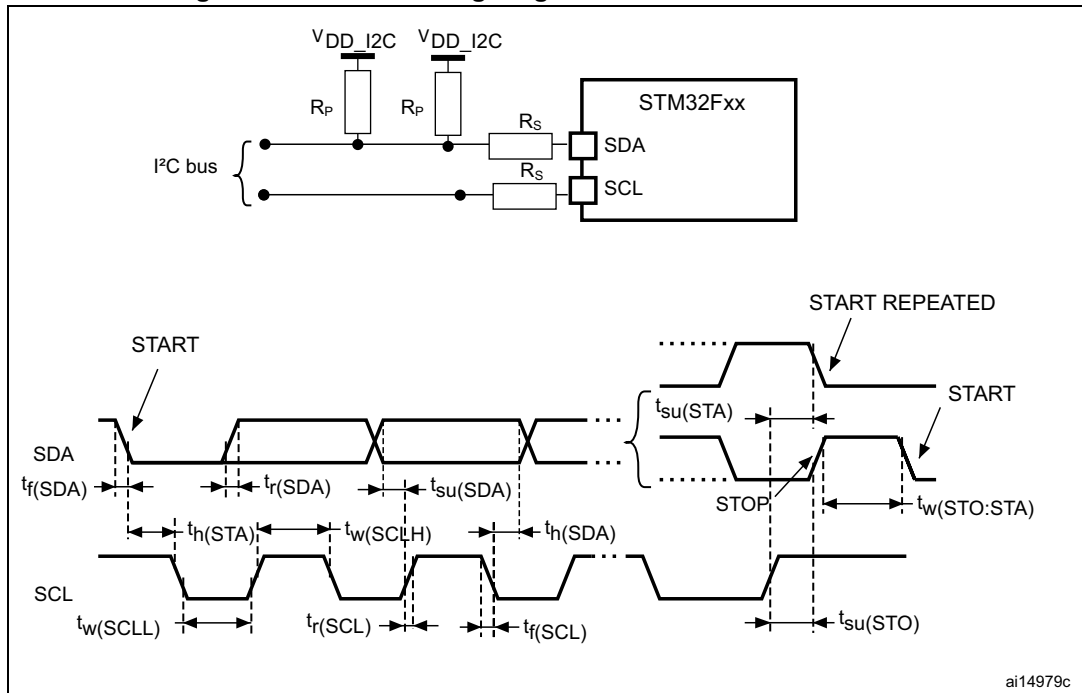 VDD_I2C VDD_I2C
STM32Fxx
RP RP
RS
SDA
I²C bus
RS
SCL
START REPEATED
START
tsu(STA)
START
SDA
tf(SDA) tr(SDA) tsu(SDA)
STOP
tw(STO:STA)
th(STA) tw(SCLH) th(SDA)
SCL
tw(SCLL) tr(SCL) tf(SCL) tsu(STO)
ai14979c